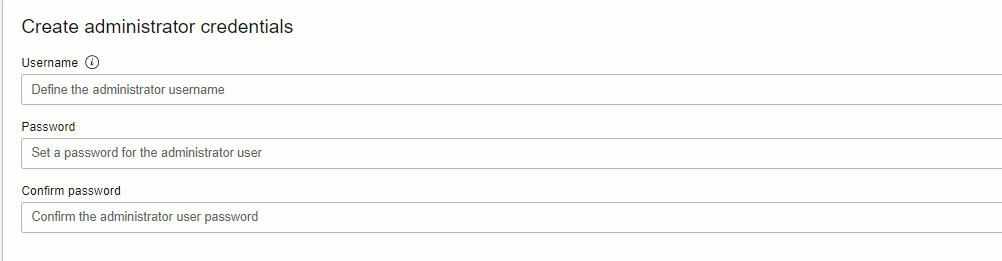 Create administrator credentials
Username
Define the administrator username
Password
Set a password for the administrator user
Confirm password
Confirm the administrator user password